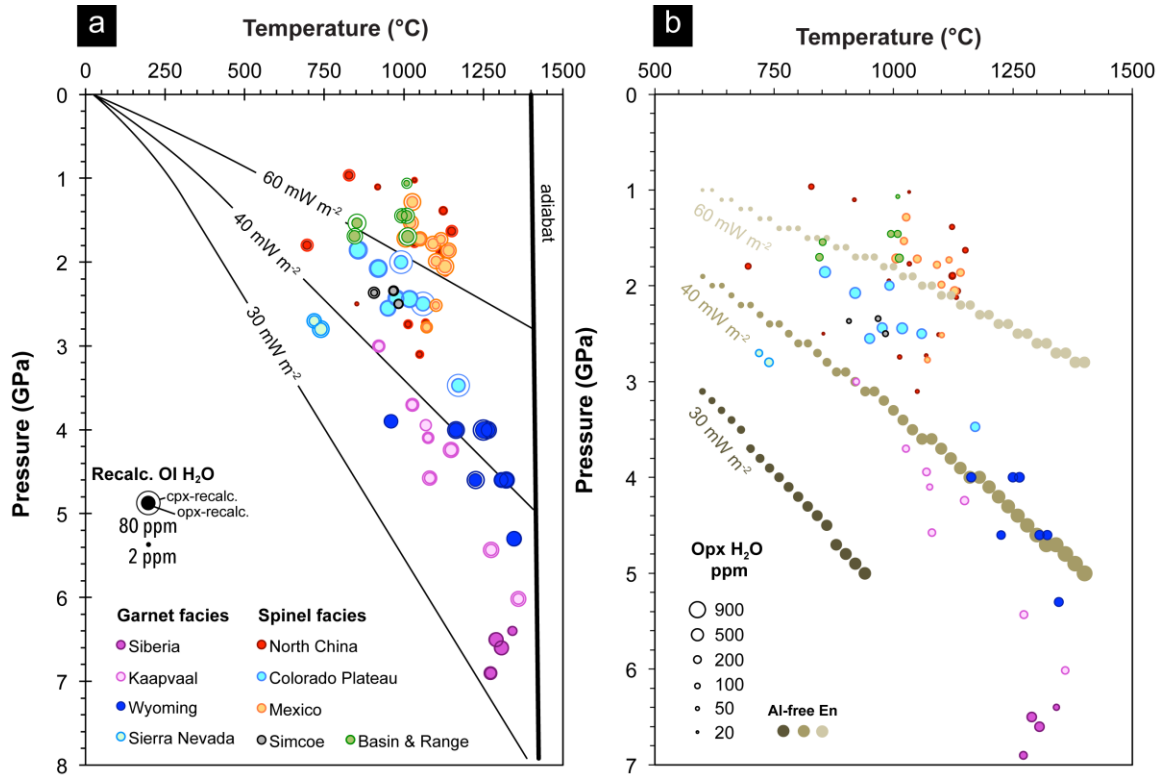 a
Temperature (°C)
0 250 500 750 1000 1250 1500
Pressure (GPa)
0
1
2
3
4
5
6
7
8
60 mW m⁻²
40 mW m⁻²
30 mW m⁻²
adiabat
Recalc. Ol H₂O
cpx-recalc.
opx-recalc.
80 ppm
2 ppm
Garnet facies
Siberia
Kaapvaal
Wyoming
Sierra Nevada
Spinel facies
North China
Colorado Plateau
Mexico
Simcoe
Basin & Range
b
Temperature (°C)
500 750 1000 1250 1500
Pressure (GPa)
0
1
2
3
4
5
6
7
60 mW m⁻²
40 mW m⁻²
30 mW m⁻²
Opx H₂O
ppm
900
500
200
100
50
20
Al-free En